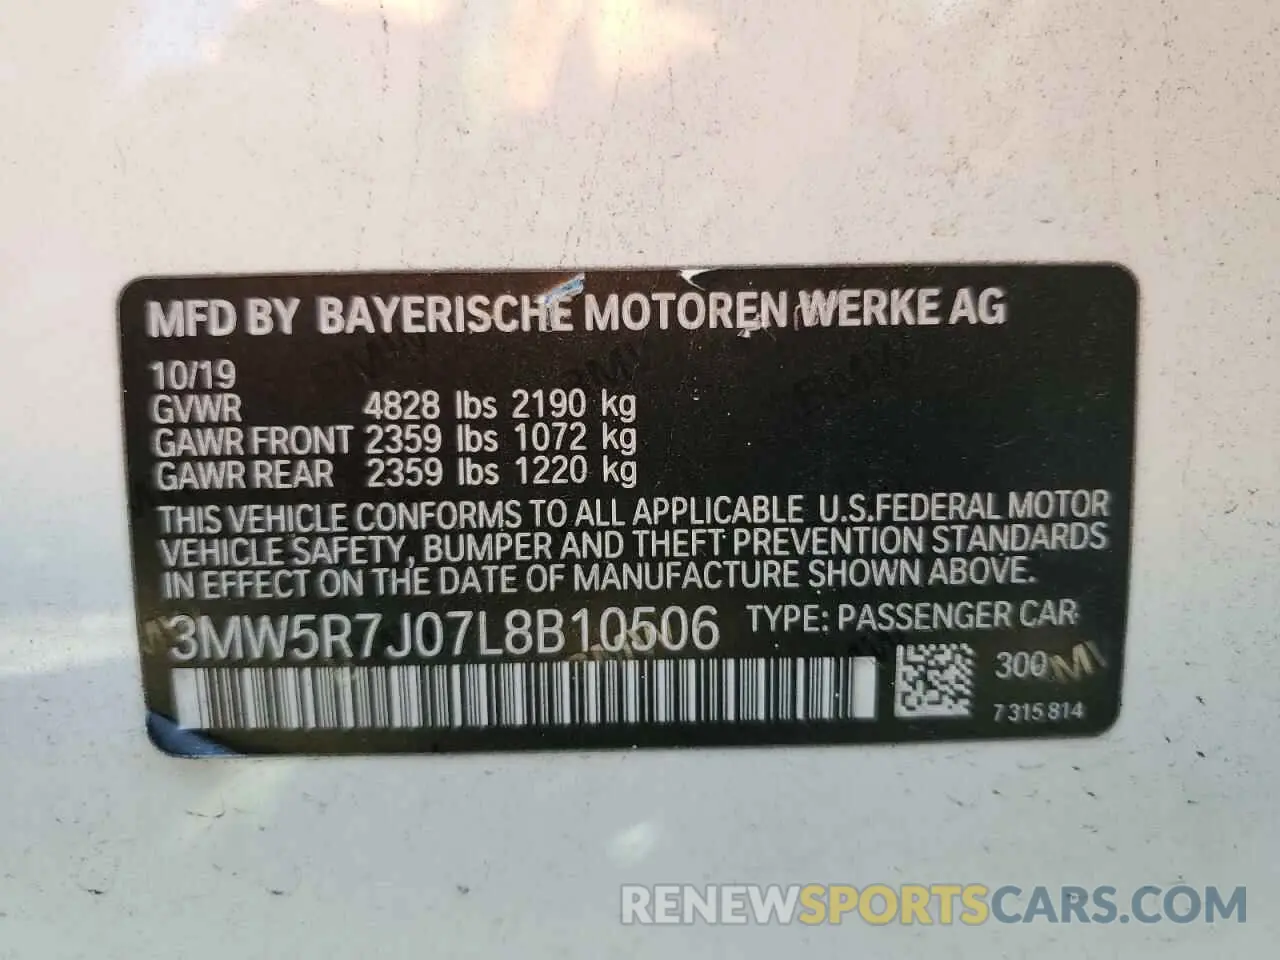 MFD BY BAYERISCHE MOTOREN WERKE AG
10/19
GVWR 4828 lbs 2190 kg
GAWR FRONT 2359 lbs 1072 kg
GAWR REAR 2359 lbs 1220 kg
THIS VEHICLE CONFORMS TO ALL APPLICABLE U.S.FEDERAL MOTOR
VEHICLE SAFETY, BUMPER AND THEFT PREVENTION STANDARDS
IN EFFECT ON THE DATE OF MANUFACTURE SHOWN ABOVE.
3MW5R7J07L8B10506 TYPE: PASSENGER CAR
300
7 315 814
RENEWSPORTSCARS.COM